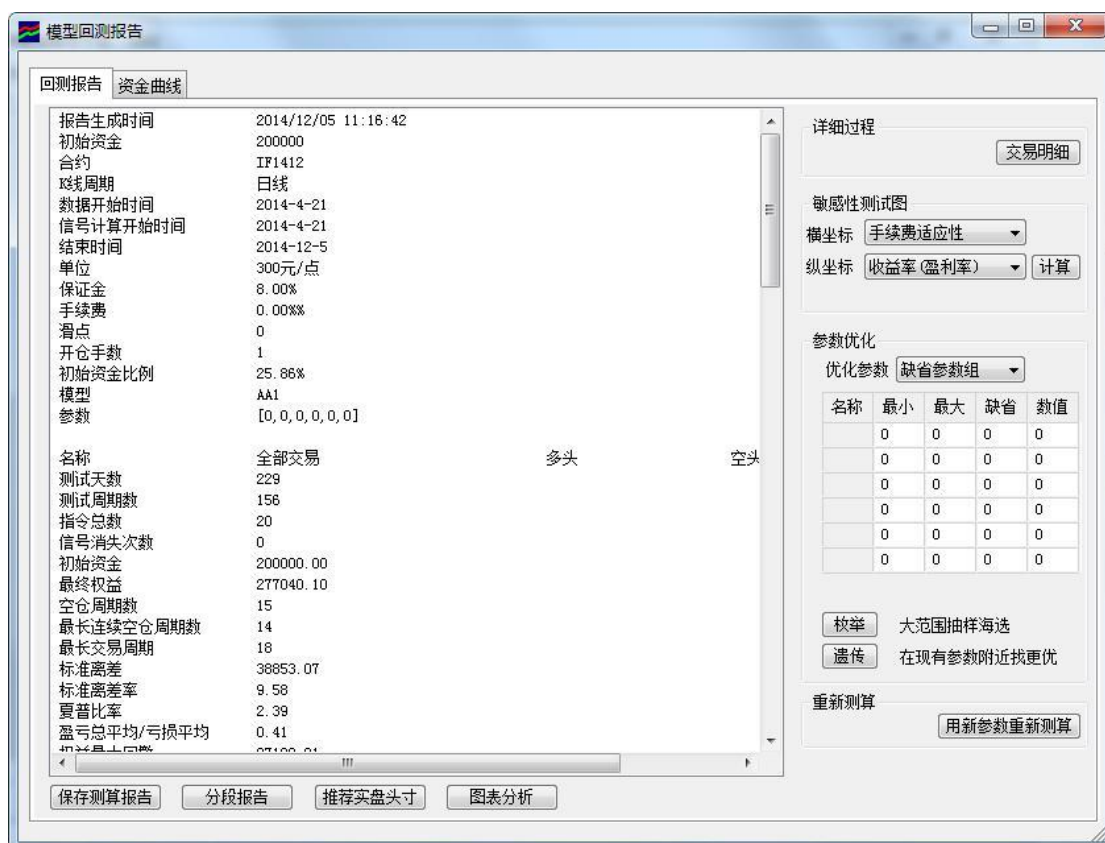 模型回测报告
回测报告 资金曲线
报告生成时间 2014/12/05 11:16:42
初始资金 200000
合约 IF1412
K线周期 日线
数据开始时间 2014-4-21
信号计算开始时间 2014-4-21
结束时间 2014-12-5
单位 300元/点
保证金 8.00%
手续费 0.00%%
滑点 0
开仓手数 1
初始资金比例 25.86%
模型 AA1
参数 [0,0,0,0,0,0]
名称 全部交易 多头 空头
测试天数 229
测试周期数 156
指令总数 20
信号消失次数 0
初始资金 200000.00
最终权益 277040.10
空仓周期数 15
最长连续空仓周期数 14
最长交易周期 18
标准离差 38853.07
标准离差率 9.58
夏普比率 2.39
盈亏总平均/亏损平均 0.41
保存测算报告 分段报告 推荐实盘头寸 图表分析
详细过程
交易明细
敏感性测试图
横坐标 手续费适应性
纵坐标 收益率(盈利率) 计算
参数优化
优化参数 缺省参数组
名称 最小 最大 缺省 数值
0 0 0 0
0 0 0 0
0 0 0 0
0 0 0 0
0 0 0 0
0 0 0 0
枚举 大范围抽样海选
遗传 在现有参数附近找更优
重新测算
用新参数重新测算